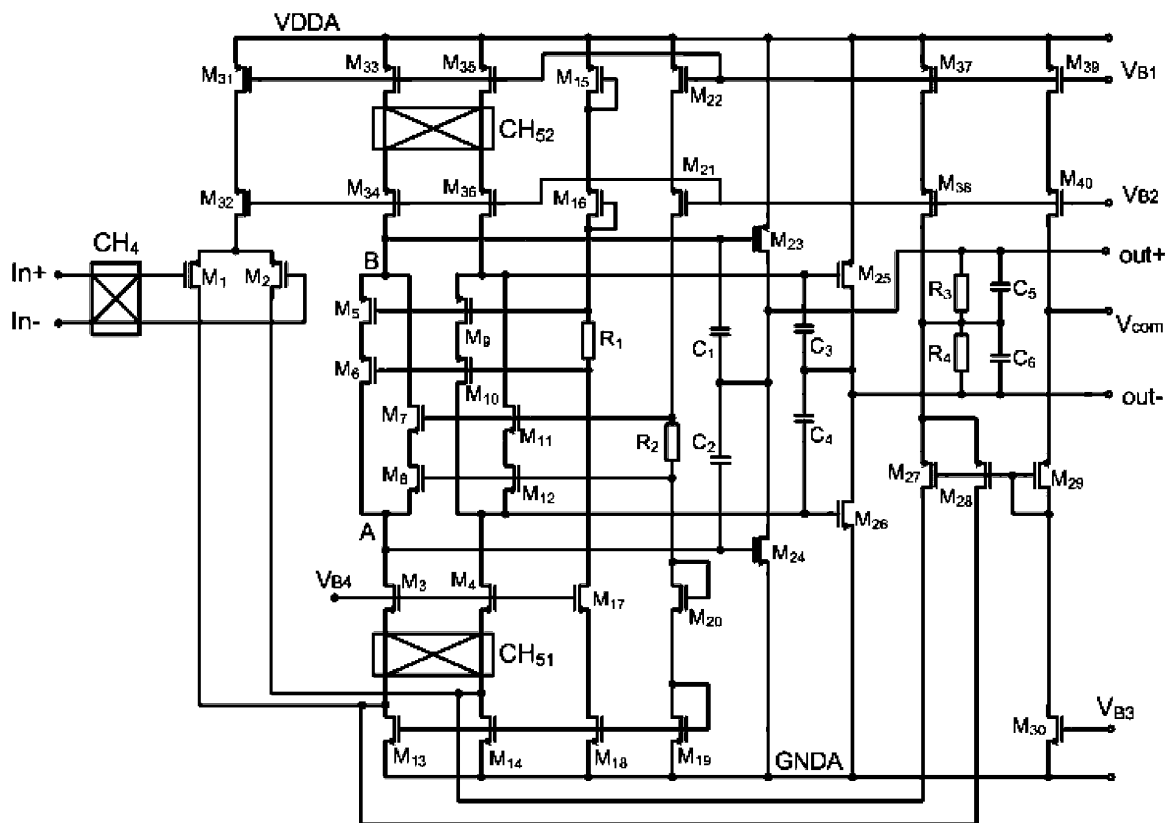 VDDA
M31 M33 M35 M15 M22 M37 M39 VB1
CH52
M32 M34 M36 M16 M21 M38 M40 VB2
CH4
In+ M1 M2 B M23 M25 out+
In- M5 M9 R1 C1 C3 R3 C5 Vcom
M6 M10 R4 C6 out-
M7 M11 R2 C2 C4
M8 M12 M27 M28 M29
A M26
M24
VB4 M3 M4 M17 M20
CH51
M13 M14 M18 M19 M30 VB3
GNDA